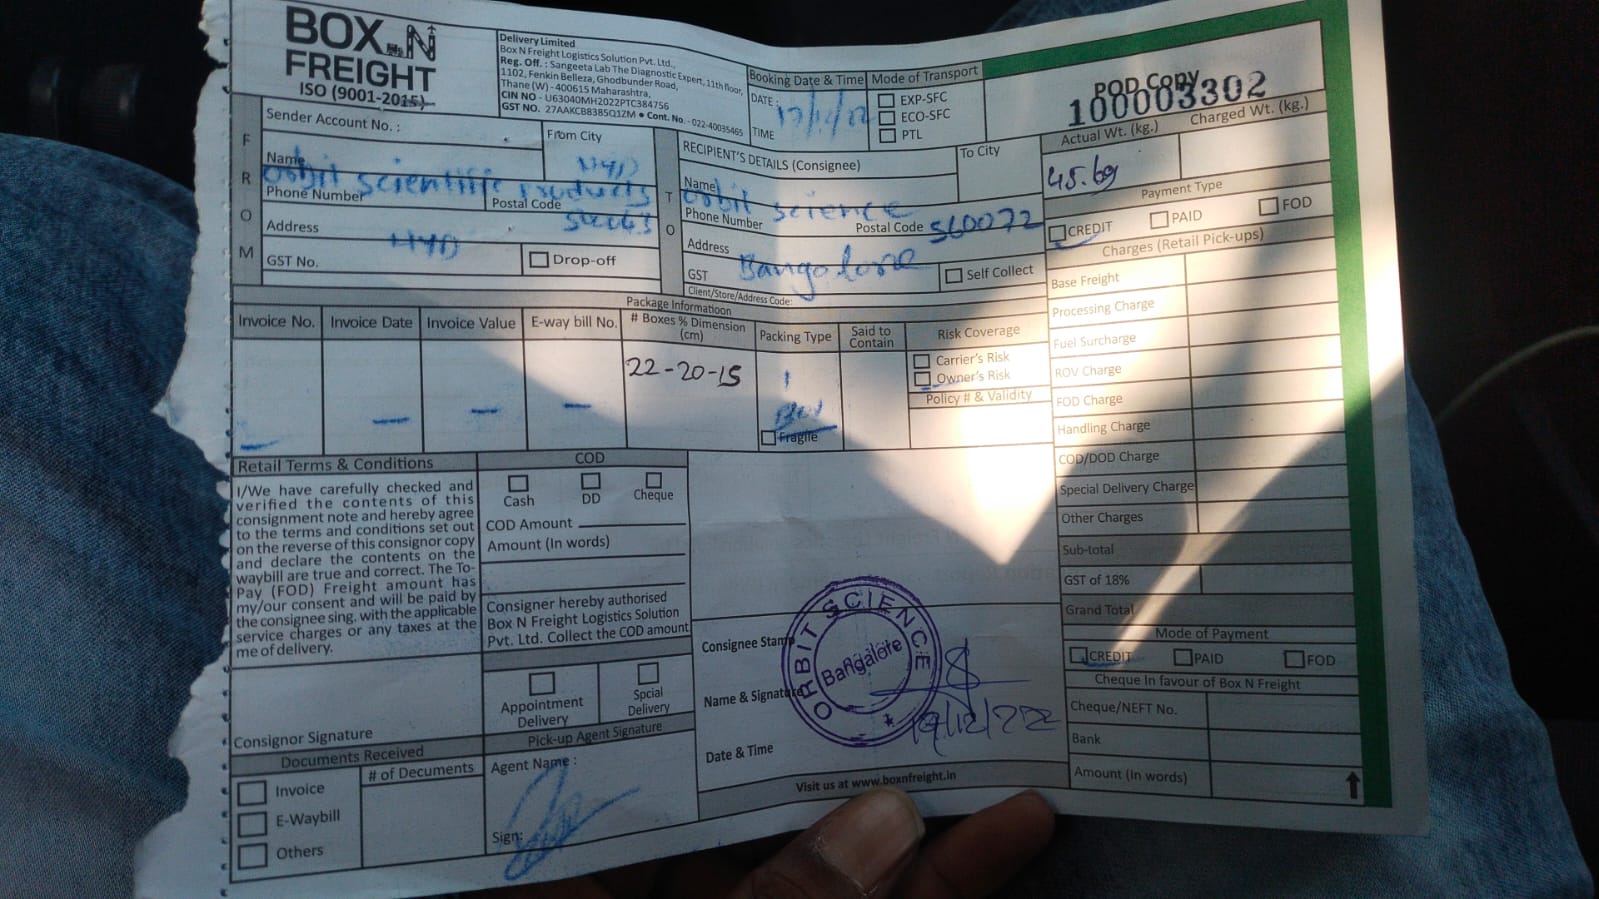 BOX N
FREIGHT
ISO (9001-2015)
Delivery Limited
Box N Freight Logistics Solution Pvt. Ltd.,
Reg. Off. : Sangeeta Lab The Diagnostic Expert, 11th floor,
1102, Fenkin Belleza, Ghodbunder Road,
Thane (W) - 400615 Maharashtra,
CIN NO - U63040MH2022PTC384756
GST NO. 27AAKCB8385Q1ZM ● Cont. No. - 022-40035465
Booking Date & Time
DATE :
17/12/22
TIME
Mode of Transport
EXP-SFC
ECO-SFC
PTL
POD Copy
100003302
FROM
Sender Account No. :
From City
HYD
Name
Orbit scientific Products
Phone Number
Postal Code
Address
HYD
GST No.
Drop-off
TO
RECIPIENT'S DETAILS (Consignee)
To City
Name
Orbit science
Phone Number
Postal Code 560072
Address
Bangalore
GST
Self Collect
Client/Store/Address Code:
Actual Wt. (kg.)
Charged Wt. (kg.)
Payment Type
CREDIT
PAID
FOD
Charges (Retail Pick-ups)
Base Freight
Processing Charge
Fuel Surcharge
ROV Charge
FOD Charge
Handling Charge
COD/DOD Charge
Special Delivery Charge
Other Charges
Sub-total
GST of 18%
Grand Total
Mode of Payment
CREDIT
PAID
FOD
Cheque In favour of Box N Freight
Cheque/NEFT No.
Bank
Amount (In words)
Package Informatioon
Invoice No.
Invoice Date
Invoice Value
E-way bill No.
# Boxes % Dimension
(cm)
22-20-15
Packing Type
1
Box
Fragile
Said to
Contain
Risk Coverage
Carrier's Risk
Owner's Risk
Policy # & Validity
Retail Terms & Conditions
I/We have carefully checked and
verified the contents of this
consignment note and hereby agree
to the terms and conditions set out
on the reverse of this consignor copy
and declare the contents on the
waybill are true and correct. The To-
Pay (FOD) Freight amount has
my/our consent and will be paid by
the consignee sing. with the applicable
service charges or any taxes at the
me of delivery.
Consignor Signature
COD
Cash
DD
Cheque
COD Amount
Amount (In words)
Consigner hereby authorised
Box N Freight Logistics Solution
Pvt. Ltd. Collect the COD amount
Appointment
Delivery
Spcial
Delivery
Pick-up Agent Signature
Agent Name :
Sign:
Documents Received
Invoice
E-Waybill
Others
# of Decuments
Consignee Stamp
Name & Signature
Date & Time
ORBIT SCIENCE
Bangalore
19/12/222
Visit us at www.boxnfreight.in